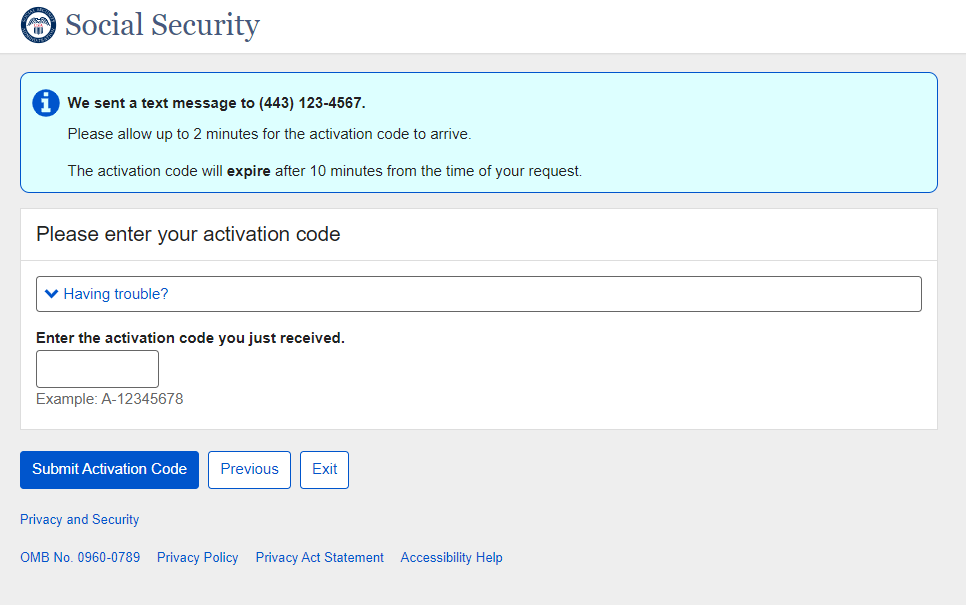 Social Security
We sent a text message to (443) 123-4567.
Please allow up to 2 minutes for the activation code to arrive.
The activation code will expire after 10 minutes from the time of your request.
Please enter your activation code
Having trouble?
Enter the activation code you just received.
Example: A-12345678
Submit Activation Code Previous Exit
Privacy and Security
OMB No. 0960-0789 Privacy Policy Privacy Act Statement Accessibility Help